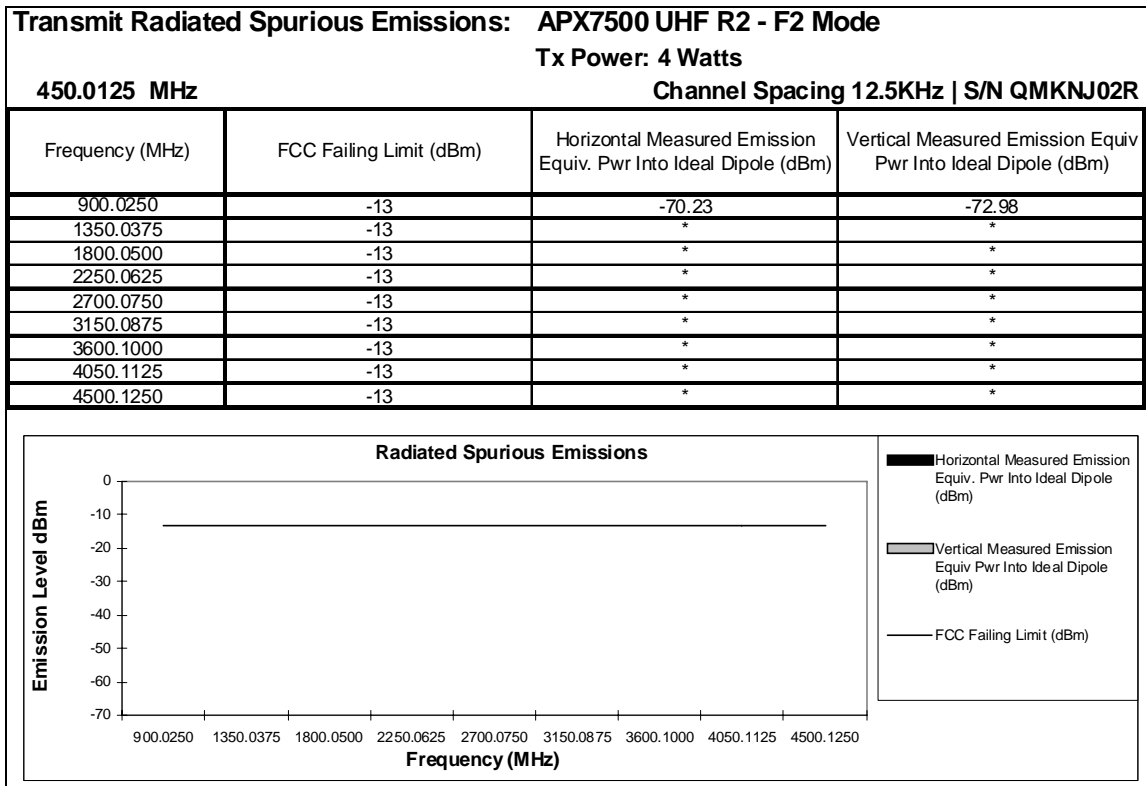 Transmit Radiated Spurious Emissions: APX7500 UHF R2 - F2 Mode
Tx Power: 4 Watts
450.0125 MHz Channel Spacing 12.5KHz | S/N QMKNJ02R
Frequency (MHz) FCC Failing Limit (dBm) Horizontal Measured Emission Equiv. Pwr Into Ideal Dipole (dBm) Vertical Measured Emission Equiv Pwr Into Ideal Dipole (dBm)
900.0250 -13 -70.23 -72.98
1350.0375 -13 * *
1800.0500 -13 * *
2250.0625 -13 * *
2700.0750 -13 * *
3150.0875 -13 * *
3600.1000 -13 * *
4050.1125 -13 * *
4500.1250 -13 * *
Radiated Spurious Emissions
Emission Level dBm
0
-10
-20
-30
-40
-50
-60
-70
900.0250 1350.0375 1800.0500 2250.0625 2700.0750 3150.0875 3600.1000 4050.1125 4500.1250
Frequency (MHz)
Horizontal Measured Emission
Equiv. Pwr Into Ideal Dipole
(dBm)
Vertical Measured Emission
Equiv Pwr Into Ideal Dipole
(dBm)
FCC Failing Limit (dBm)